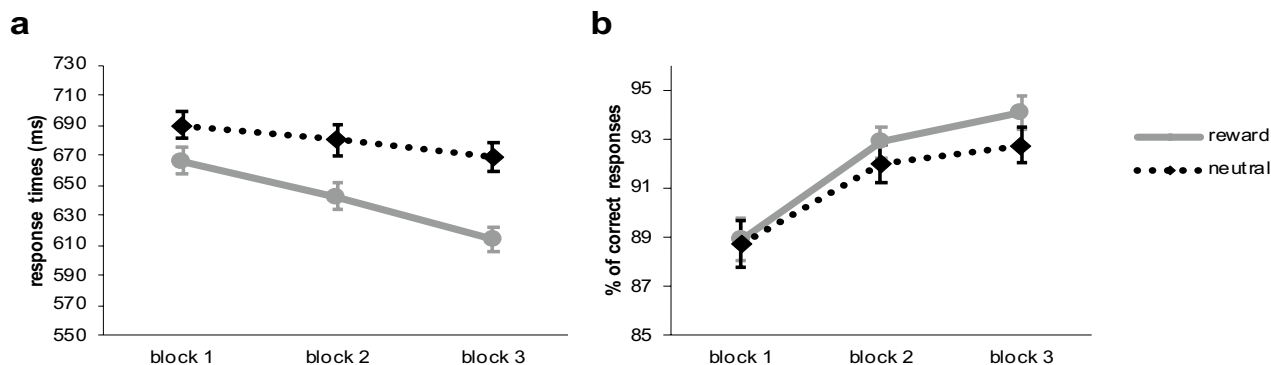 a
response times (ms)
730
710
690
670
650
630
610
590
570
550
block 1
block 2
block 3
b
% of correct responses
95
93
91
89
87
85
block 1
block 2
block 3
reward
neutral